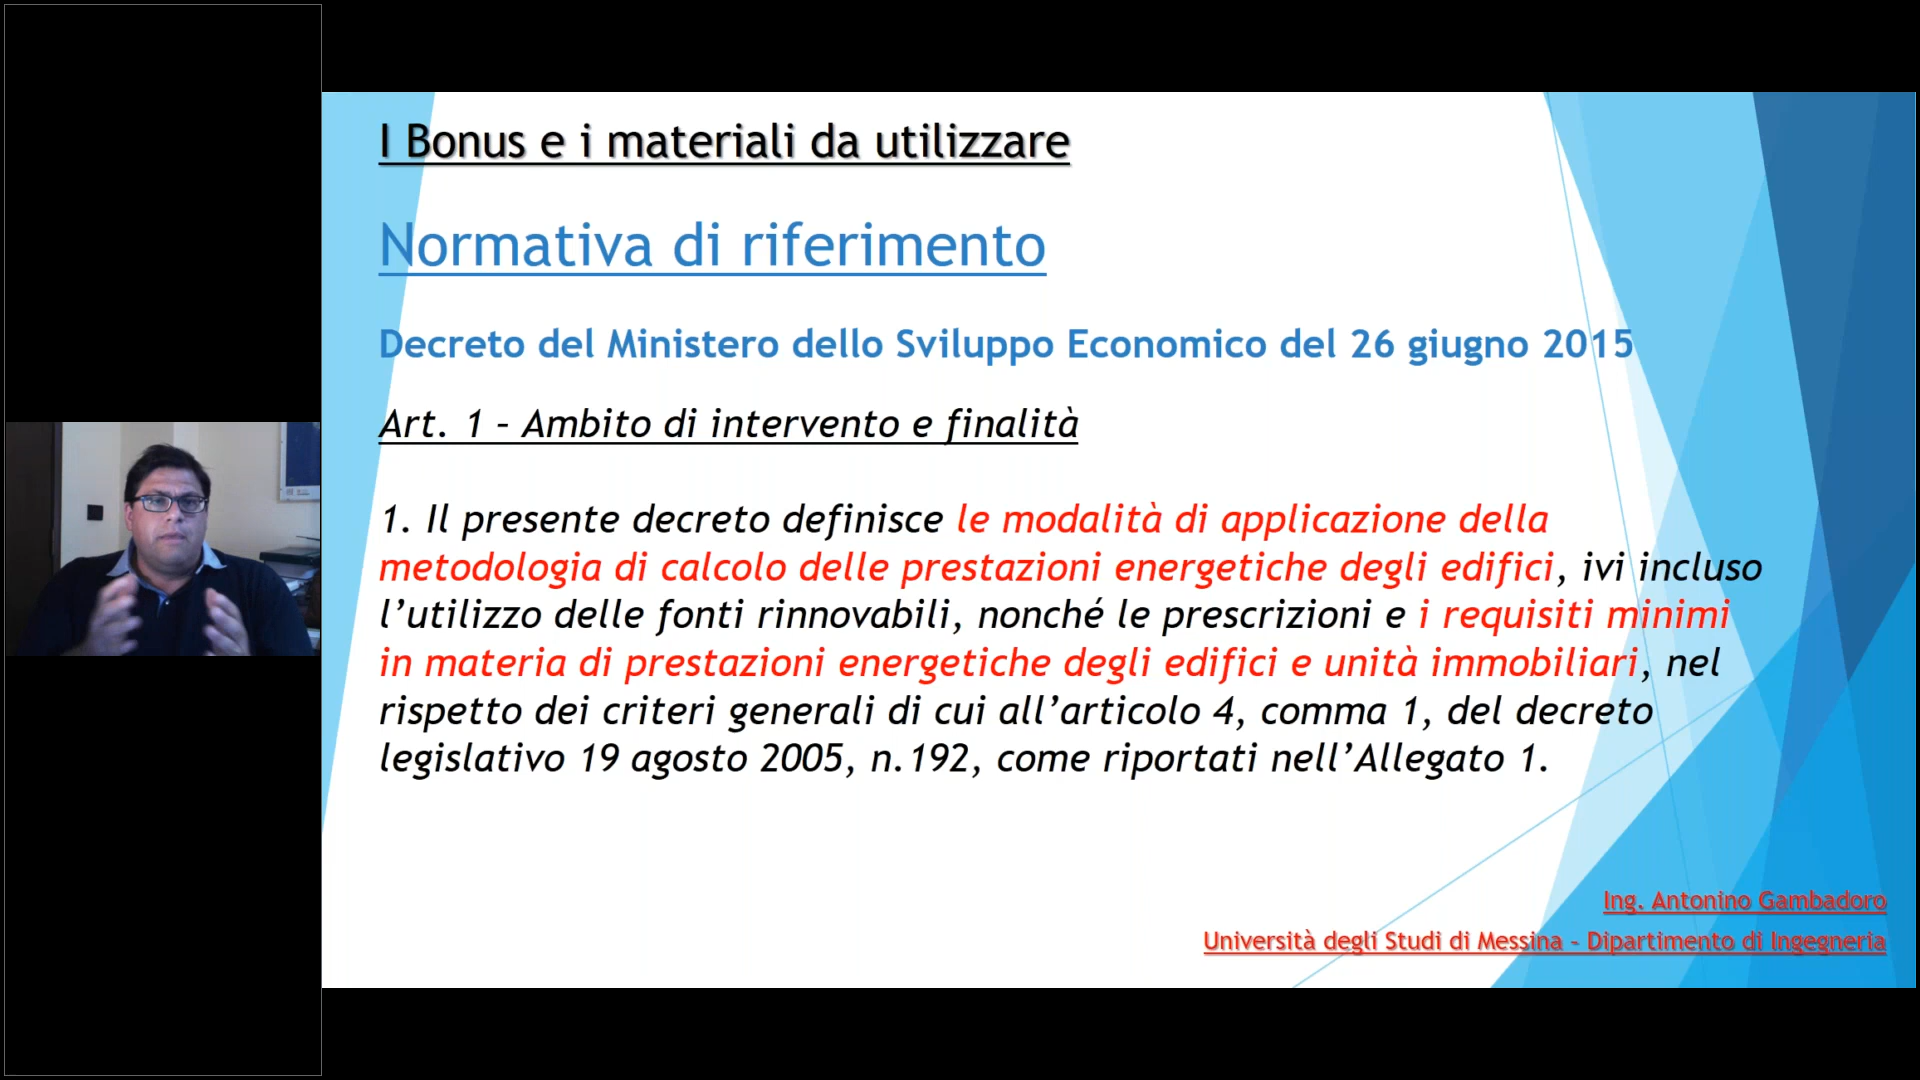 I Bonus e i materiali da utilizzare
Normativa di riferimento
Decreto del Ministero dello Sviluppo Economico del 26 giugno 2015
Art. 1 – Ambito di intervento e finalità
1. Il presente decreto definisce le modalità di applicazione della
metodologia di calcolo delle prestazioni energetiche degli edifici, ivi incluso
l’utilizzo delle fonti rinnovabili, nonché le prescrizioni e i requisiti minimi
in materia di prestazioni energetiche degli edifici e unità immobiliari, nel
rispetto dei criteri generali di cui all’articolo 4, comma 1, del decreto
legislativo 19 agosto 2005, n.192, come riportati nell’Allegato 1.
Ing. Antonino Gambadoro
Università degli Studi di Messina – Dipartimento di Ingegneria